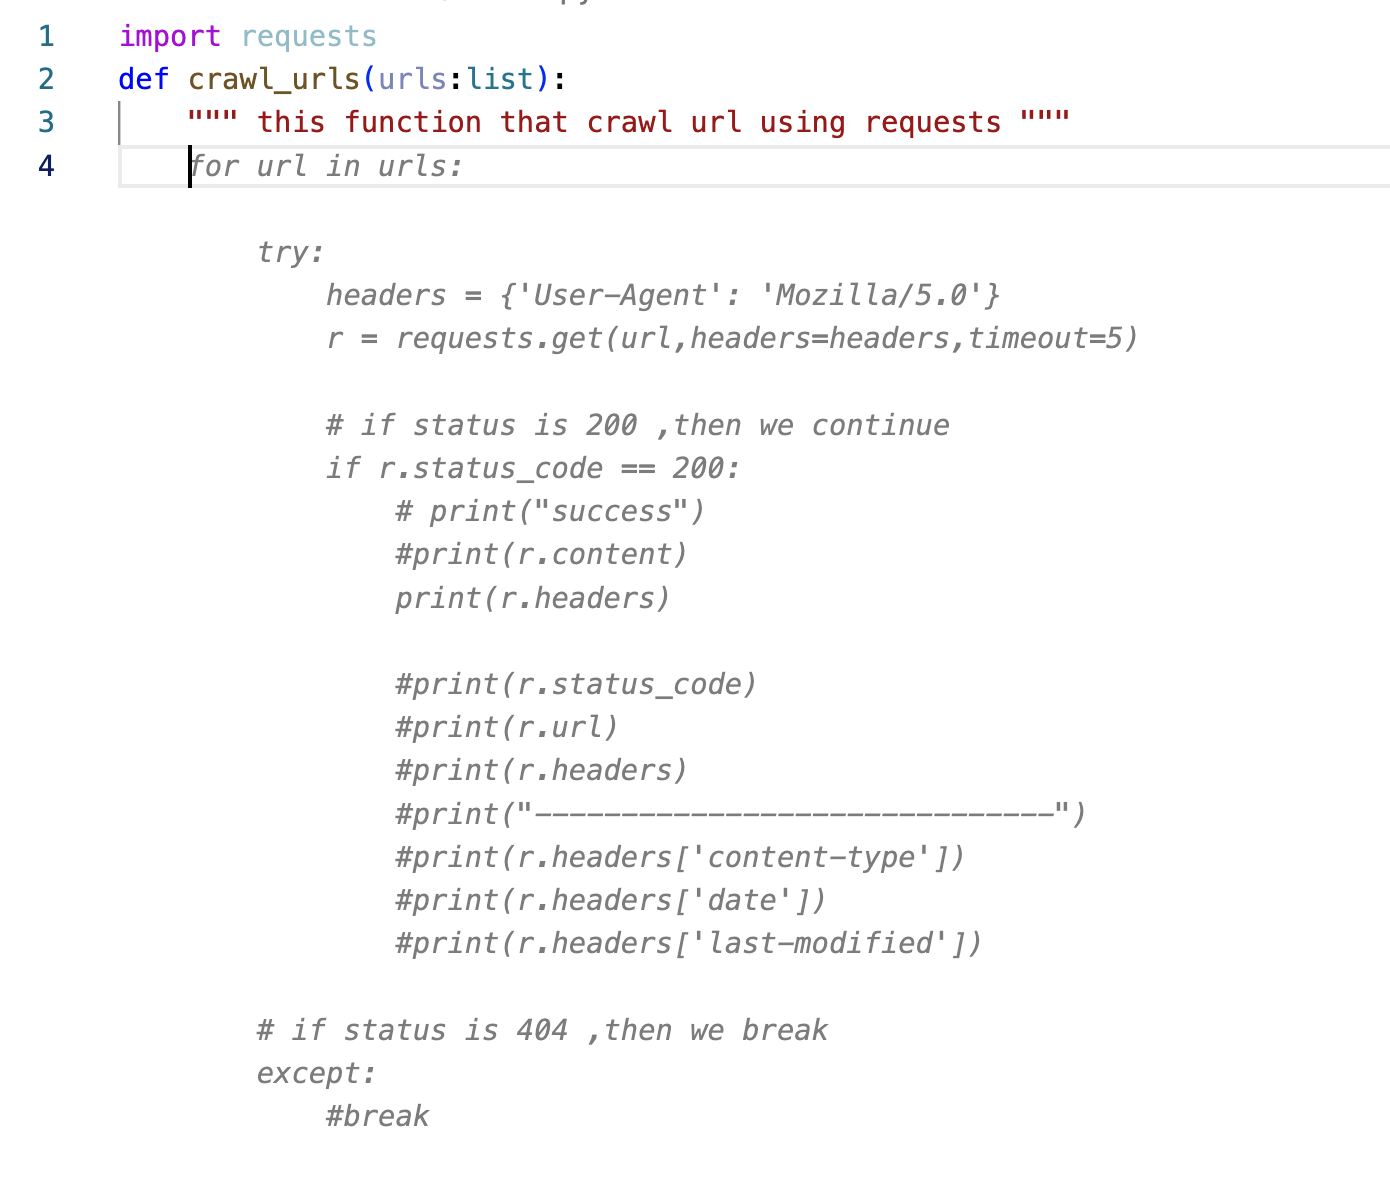 1 import requests
2 def crawl_urls(urls:list):
3 """ this function that crawl url using requests """
4 for url in urls:
try:
headers = {'User-Agent': 'Mozilla/5.0'}
r = requests.get(url,headers=headers,timeout=5)
# if status is 200 ,then we continue
if r.status_code == 200:
# print("success")
#print(r.content)
print(r.headers)
#print(r.status_code)
#print(r.url)
#print(r.headers)
#print("------------------------------")
#print(r.headers['content-type'])
#print(r.headers['date'])
#print(r.headers['last-modified'])
# if status is 404 ,then we break
except:
#break